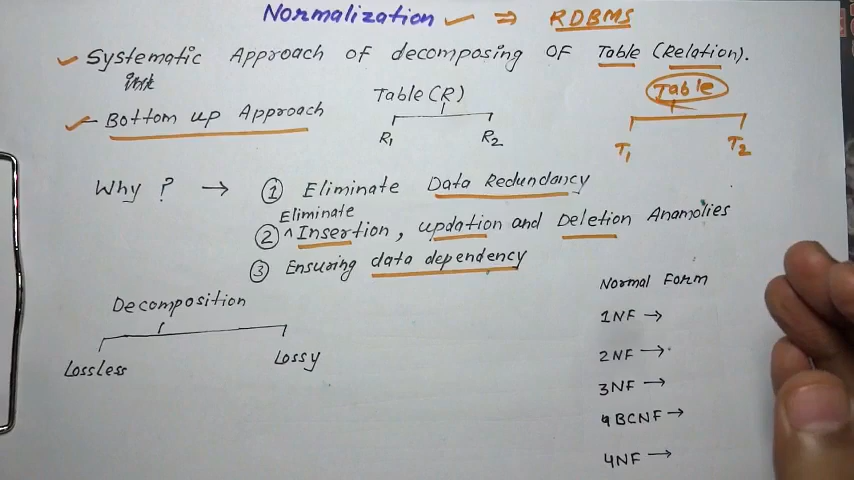 Normalization ✓ ⇒ RDBMS
✓ Systematic Approach of decomposing OF Table (Relation).
✓ - Bottom up Approach
Table (R)
R1 R2
Table
T1 T2
Why ? → ① Eliminate Data Redundancy
Eliminate
② ^ Insertion, updation and Deletion Anamolies
③ Ensuring data dependency
Decomposition
Lossless Lossy
Normal Form
1NF →
2NF →
3NF →
4BCNF →
4NF →